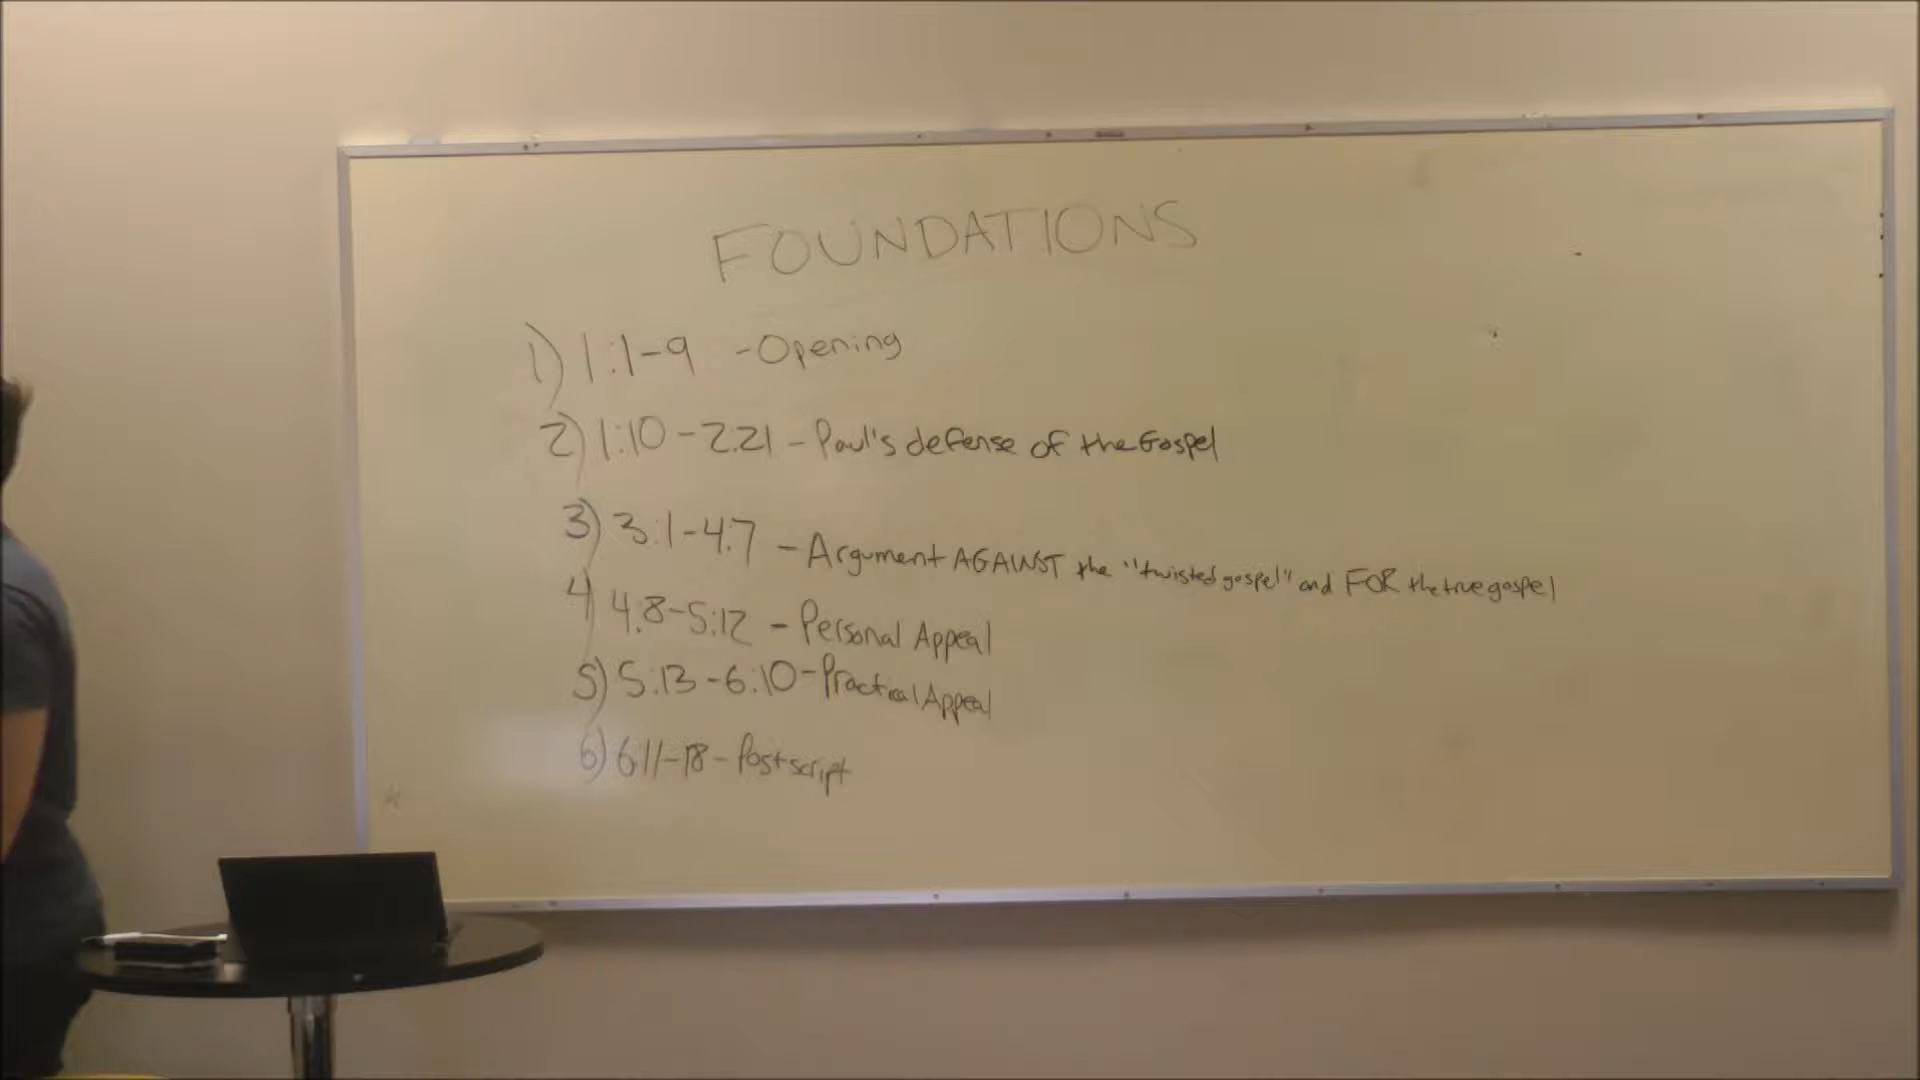 FOUNDATIONS
1) 1:1-9 - Opening
2) 1:10 - 2:21 - Paul's defense of the Gospel
3) 3:1-4:7 - Argument AGAINST the "twisted gospel" and FOR the true gospel
4) 4:8-5:12 - Personal Appeal
5) 5:13-6:10 - Practical Appeal
6) 6:11-18 - Postscript